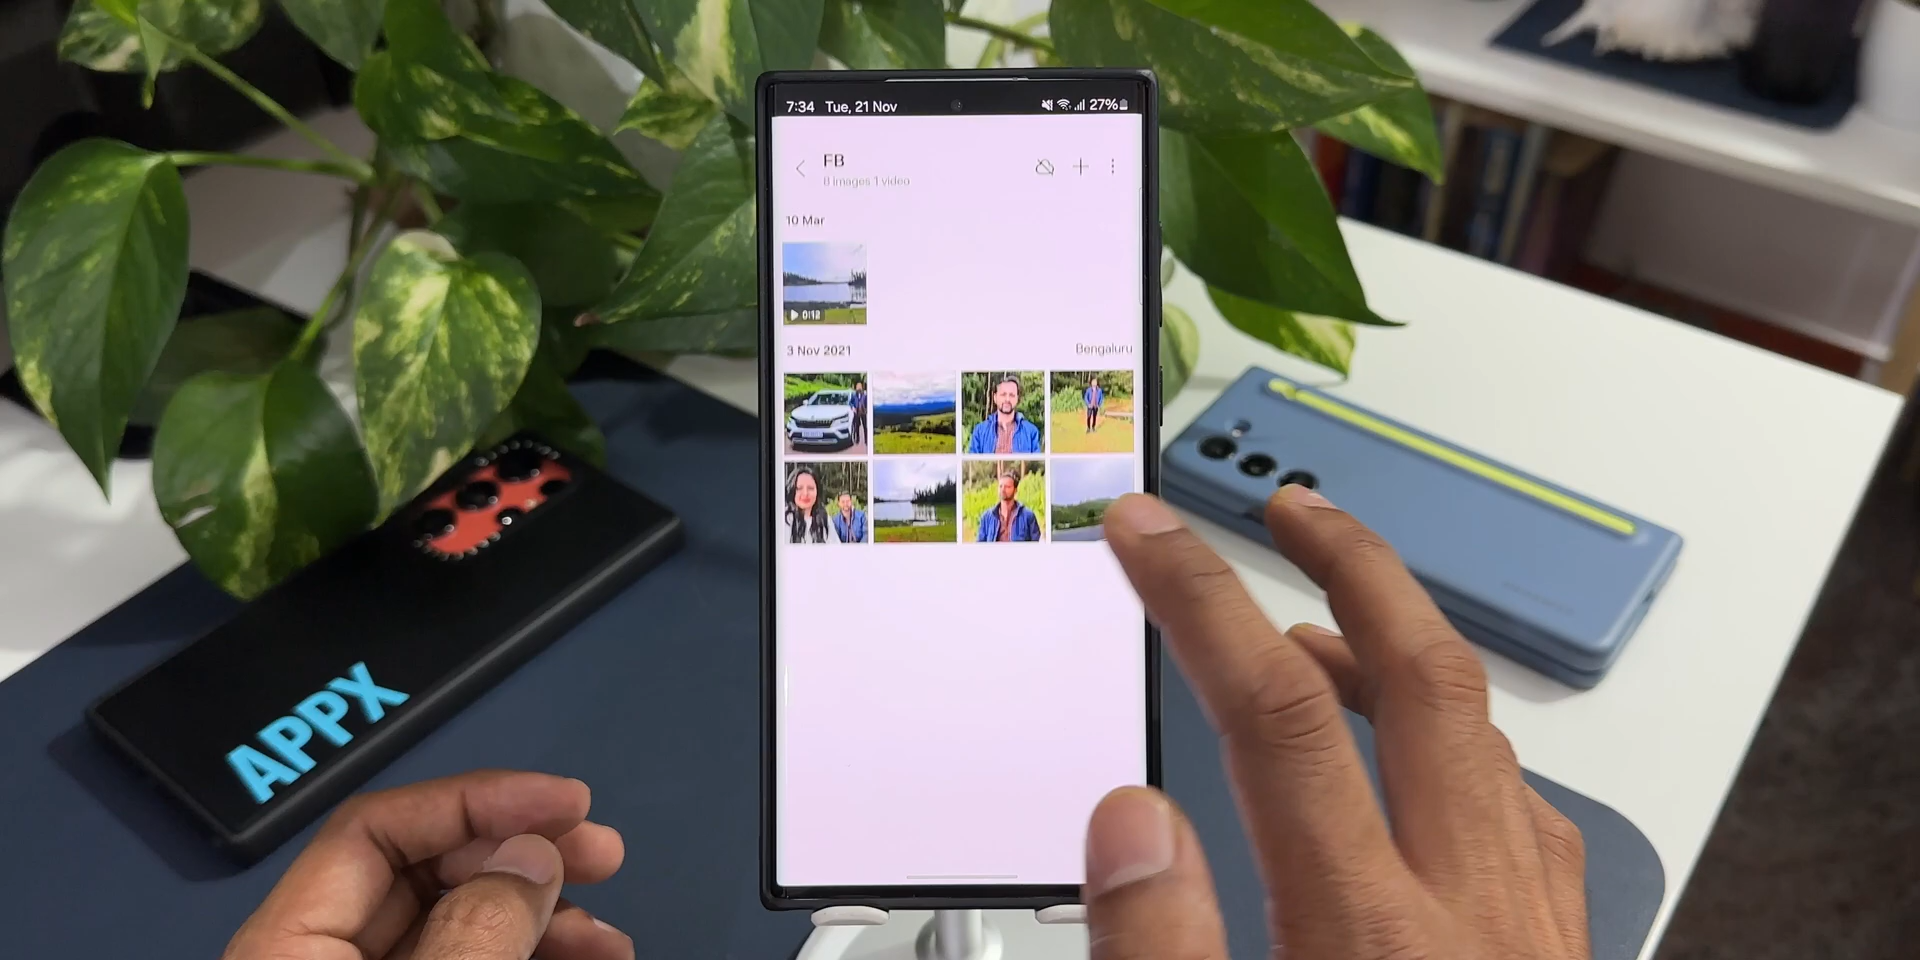 7:34 Tue, 21 Nov 27%
FB
8 images 1 video
10 Mar
0:12
3 Nov 2021 Bengaluru
APPX